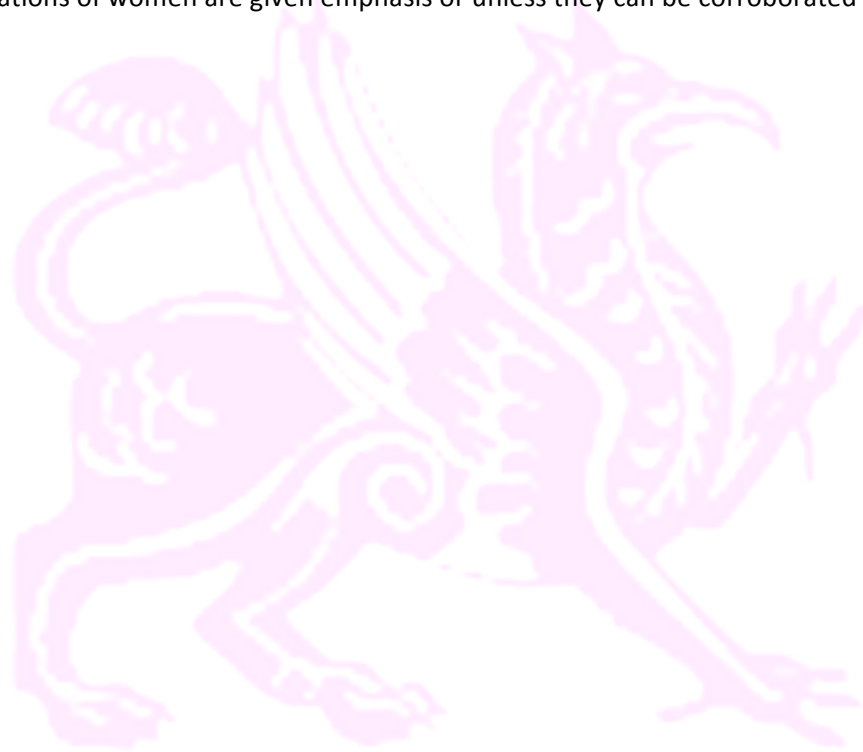 ations of women are given emphasis or unless they can be corroborated